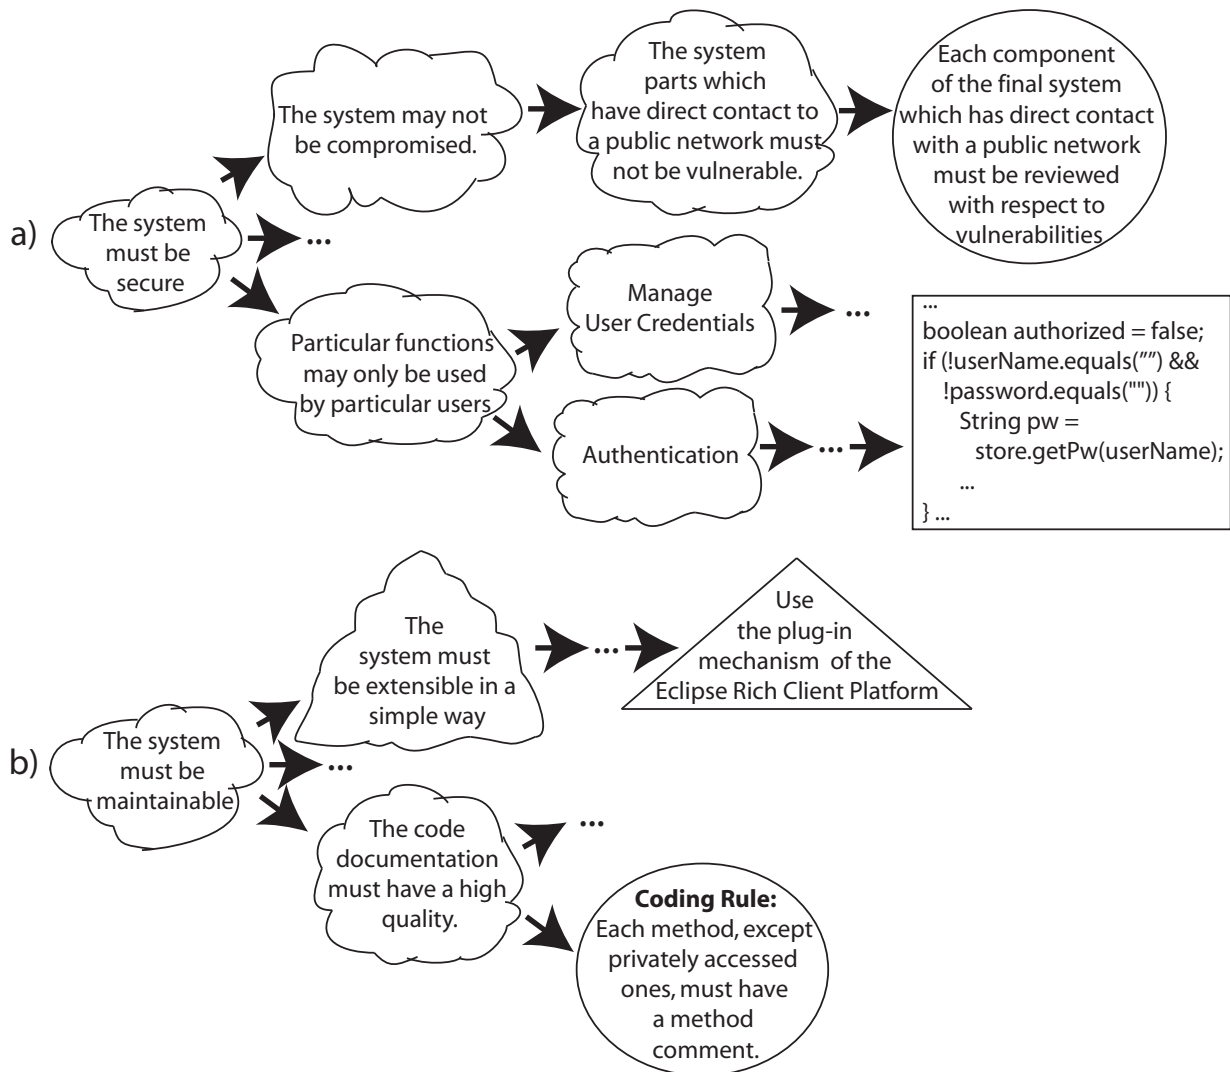 a)
The system
must be
secure
The system may not
be compromised.
The system
parts which
have direct contact to
a public network must
not be vulnerable.
Each component
of the final system
which has direct contact
with a public network
must be reviewed
with respect to
vulnerabilities
...
Particular functions
may only be used
by particular users
Manage
User Credentials
...
Authentication
...
...
boolean authorized = false;
if (!userName.equals("") &&
!password.equals("")) {
String pw =
store.getPw(userName);
...
} ...
b)
The system
must be
maintainable
The
system must
be extensible in a
simple way
...
Use
the plug-in
mechanism of the
Eclipse Rich Client Platform
...
The code
documentation
must have a high
quality.
...
Coding Rule:
Each method, except
privately accessed
ones, must have
a method
comment.